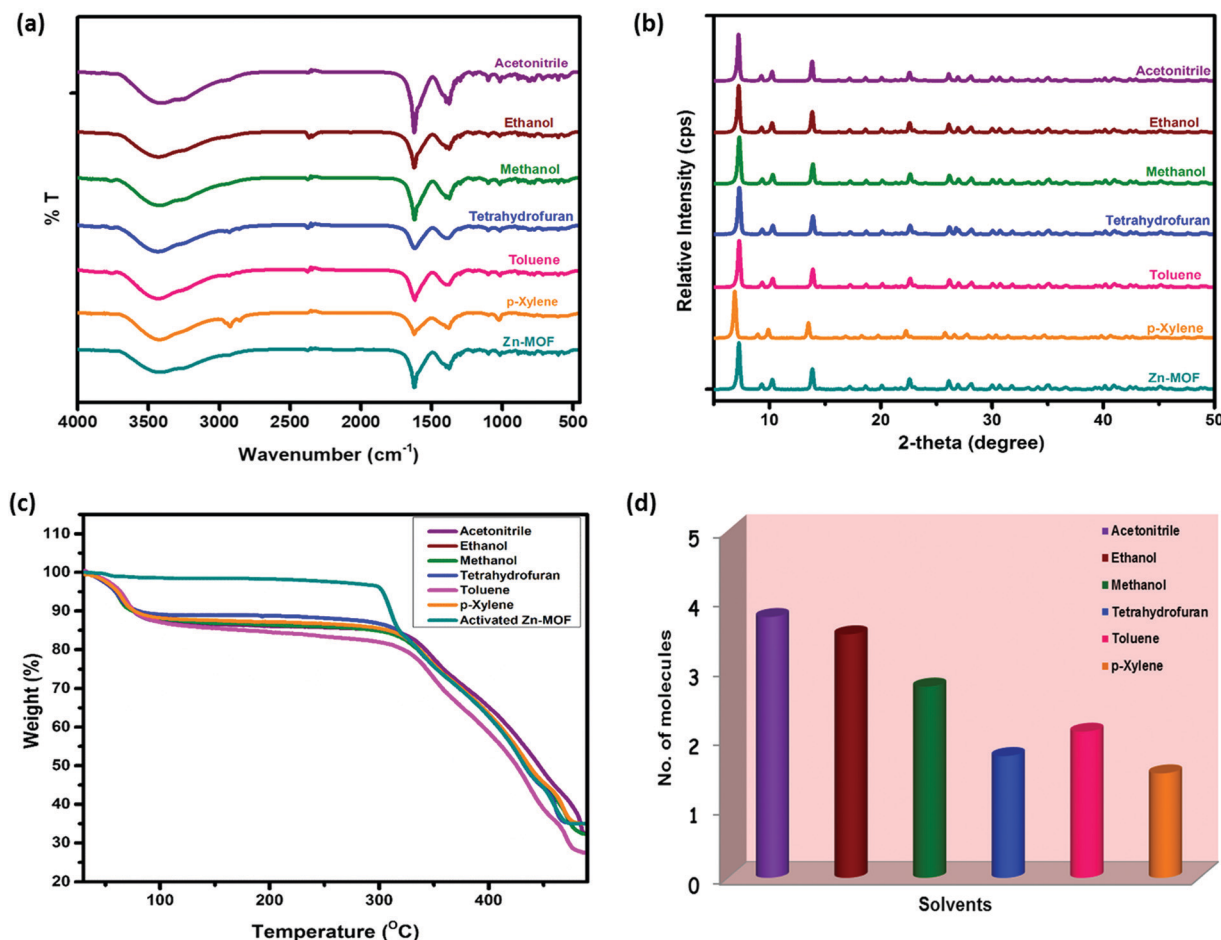 (a)
Acetonitrile
Ethanol
Methanol
Tetrahydrofuran
Toluene
p-Xylene
Zn-MOF
% T
4000 3500 3000 2500 2000 1500 1000 500
Wavenumber (cm-1)
(b)
Acetonitrile
Ethanol
Methanol
Tetrahydrofuran
Toluene
p-Xylene
Zn-MOF
Relative Intensity (cps)
10 20 30 40 50
2-theta (degree)
(c)
Acetonitrile
Ethanol
Methanol
Tetrahydrofuran
Toluene
p-Xylene
Activated Zn-MOF
110
100
90
80
70
60
50
40
30
20
Weight (%)
100 200 300 400
Temperature (OC)
(d)
Acetonitrile
Ethanol
Methanol
Tetrahydrofuran
Toluene
p-Xylene
5
4
3
2
1
0
No. of molecules
Solvents